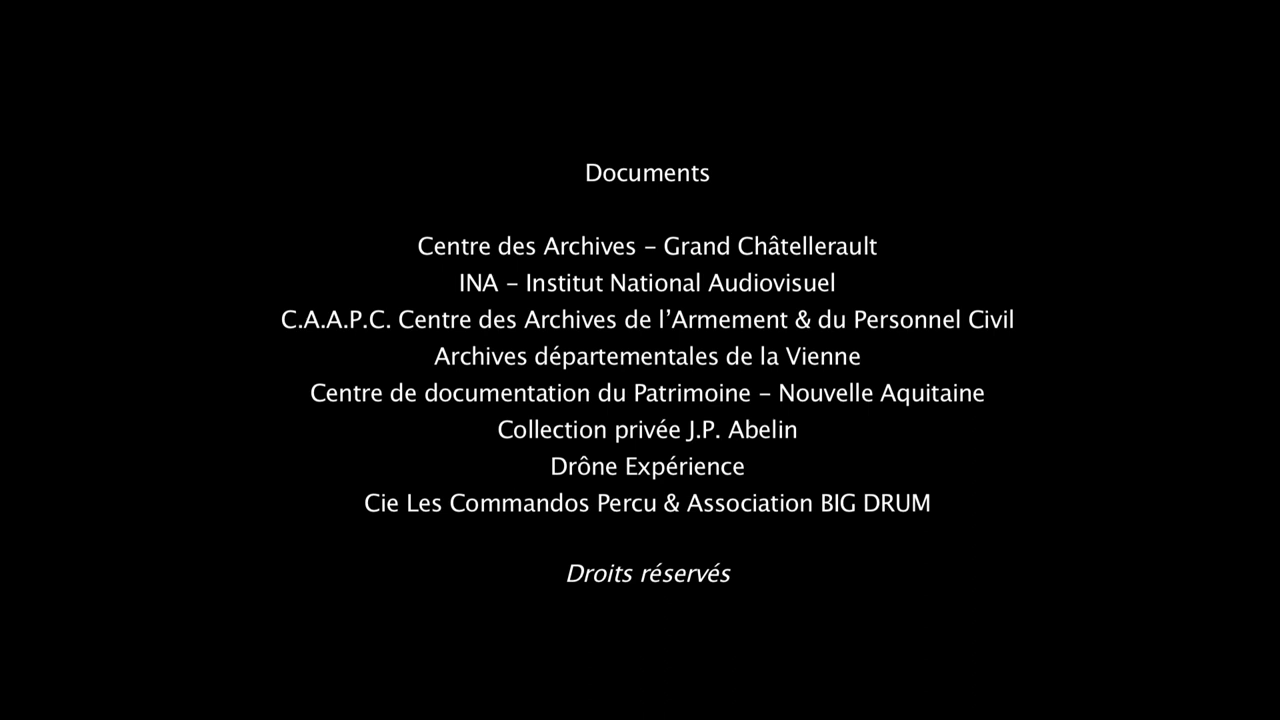 Documents
Centre des Archives – Grand Châtellerault
INA – Institut National Audiovisuel
C.A.A.P.C. Centre des Archives de l’Armement & du Personnel Civil
Archives départementales de la Vienne
Centre de documentation du Patrimoine – Nouvelle Aquitaine
Collection privée J.P. Abelin
Drône Expérience
Cie Les Commandos Percu & Association BIG DRUM
Droits réservés